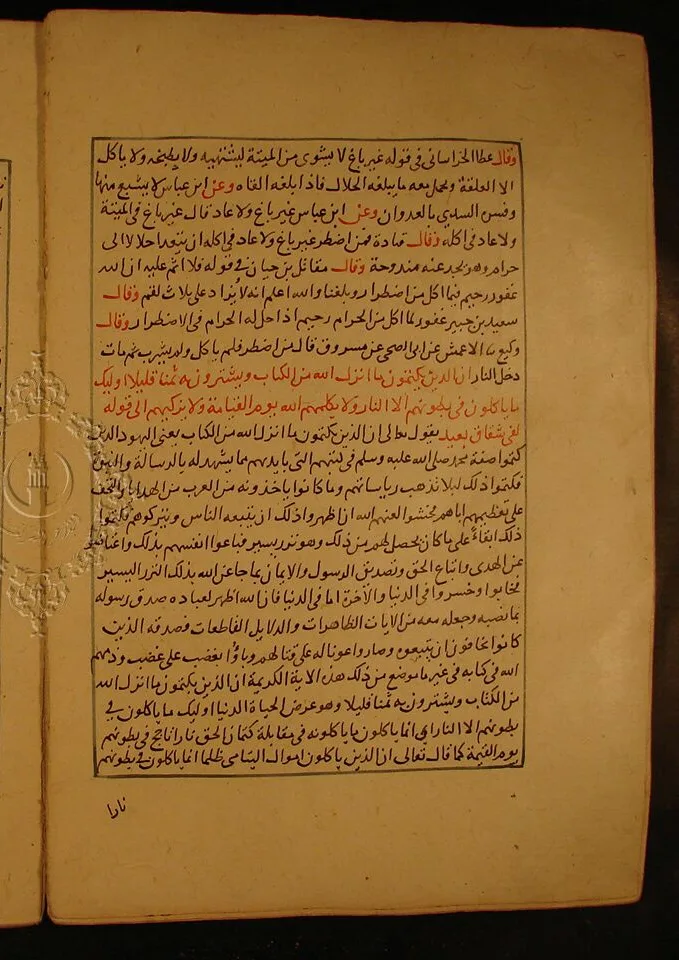 وقال عطا الخراساني في قوله غير باغ لا يشوى من الميتة ليشتهيه ولا يطبخه ولا ياكل
الا العلقة ويحمل معه ما يبلغه الحلال فاذا بلغه القاه وعن ابن عباس لا يشبع منها
وفسر السدي بالعدوان وعن ابن عباس غير باغ ولا عاد قال غير باغ في الميتة
ولا عاد في اكله وقال قتادة فمن اضطر غير باغ ولا عاد في اكله ان يتعدا حلالا الى
حرام وهو يجد عنه مندوحة وقال مقاتل بن حيان في قوله فلا اثم عليه ان الله
غفور رحيم فيما اكل من اضطرار وبلغنا والله اعلم انه لا يزاد على ثلاث لقم وقال
سعيد بن جبير غفور لما اكل من الحرام رحيم اذ احل له الحرام في الاضطرار وقال
وكيع الاعمش عن ابي الضحى عن مسروق قال من اضطر فلم ياكل ولم يشرب ثم مات
دخل النار ان الذين يكتمون ما انزل الله من الكتاب ويشترون به ثمنا قليلا اوليك
ما ياكلون في بطونهم الا النار ولا يكلمهم الله يوم القيامة ولا يزكيهم الى قوله
لفي شقاق بعيد يقول تعالى ان الذين يكتمون ما انزل الله من الكتاب يعني اليهود الذين
كتموا صفة محمد صلى الله عليه وسلم في كتبهم التي بايديهم مما يشهد له بالرسالة والنبوة
فكتموا ذلك ليلا تذهب رياساتهم وما كانوا ياخذونه من العرب من الهدايا والتحف
على تعظيمهم اباهم فخشوا لعنهم الله ان اظهروا ذلك ان يتبعه الناس ويتركوهم فكتموا
ذلك ابقاء على ما كان يحصل لهم من ذلك وهو نزر يسير فباعوا انفسهم بذلك واعتاضوا
عن الهدى واتباع الحق وتصديق الرسول والايمان بما جا عن الله بذلك النزر اليسير
فخابوا وخسروا في الدنيا والاخرة اما في الدنيا فان الله اظهر لعباده صدق رسوله
بما نصبه وجعله معه من الايات الظاهرات والدلايل القاطعات فصدقه الذين
كانوا يخافون ان يتبعوه وصاروا عونا له على قتالهم وباؤا بغضب على غضب وذمهم
الله في كتابه في غير ما موضع من ذلك هذه الاية الكريمة ان الذين يكتمون ما انزل الله
من الكتاب ويشترون به ثمنا قليلا وهو عرض الحياة الدنيا اوليك ما ياكلون في
بطونهم الا النار اي انما ياكلون ما ياكلونه في مقابلة كتمان الحق نارا تاجج في بطونهم
يوم القيمة كما قال تعالى ان الذين ياكلون اموال اليتامى ظلما انما ياكلون في بطونهم
نارا